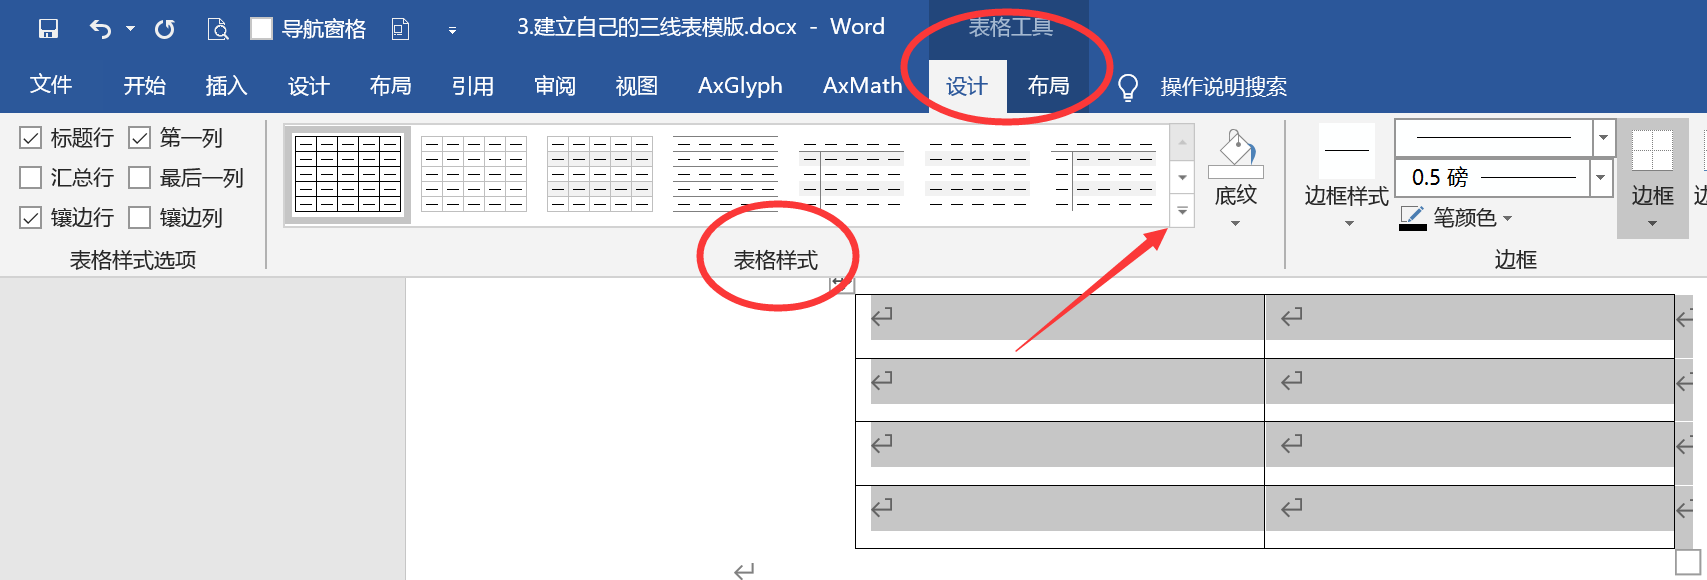 导航窗格
3.建立自己的三线表模版.docx - Word
表格工具
文件 开始 插入 设计 布局 引用 审阅 视图 AxGlyph AxMath 设计 布局 操作说明搜索
标题行 第一列
汇总行 最后一列
镶边行 镶边列
表格样式选项
表格样式
底纹
边框样式
0.5 磅
笔颜色
边框
边框